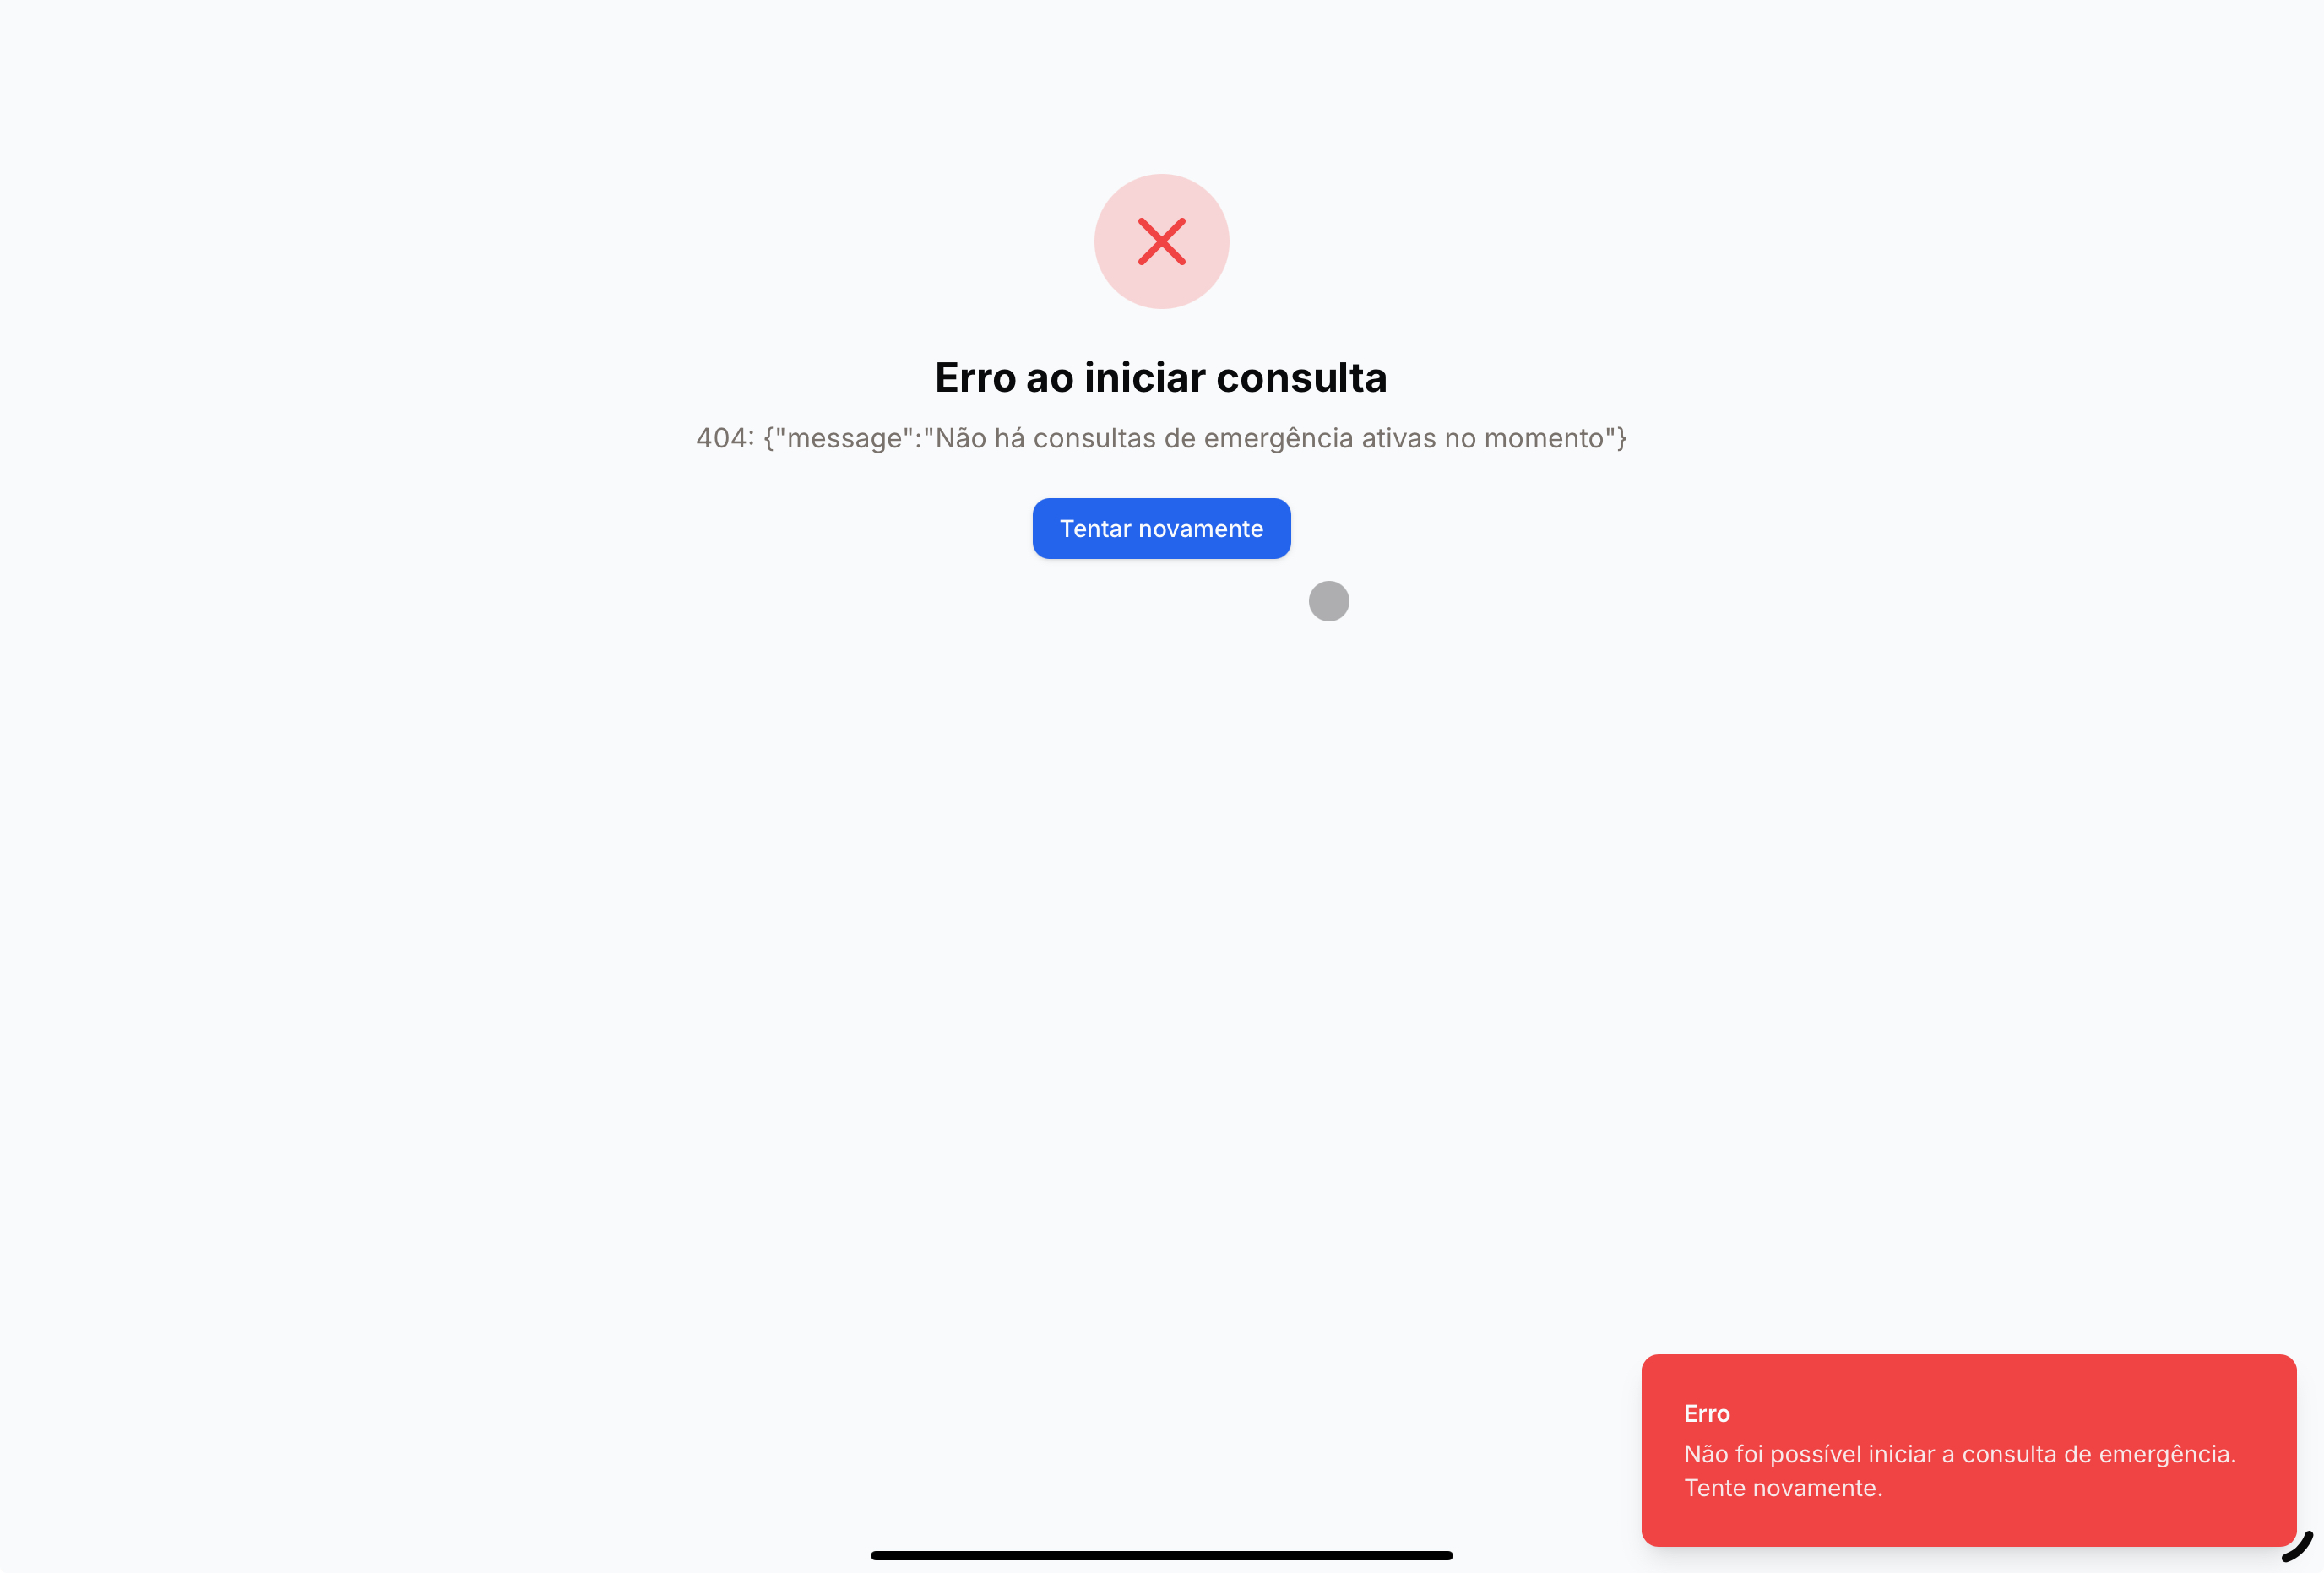 Erro ao iniciar consulta
404: {"message":"Não há consultas de emergência ativas no momento"}
Tentar novamente
Erro
Não foi possível iniciar a consulta de emergência.
Tente novamente.